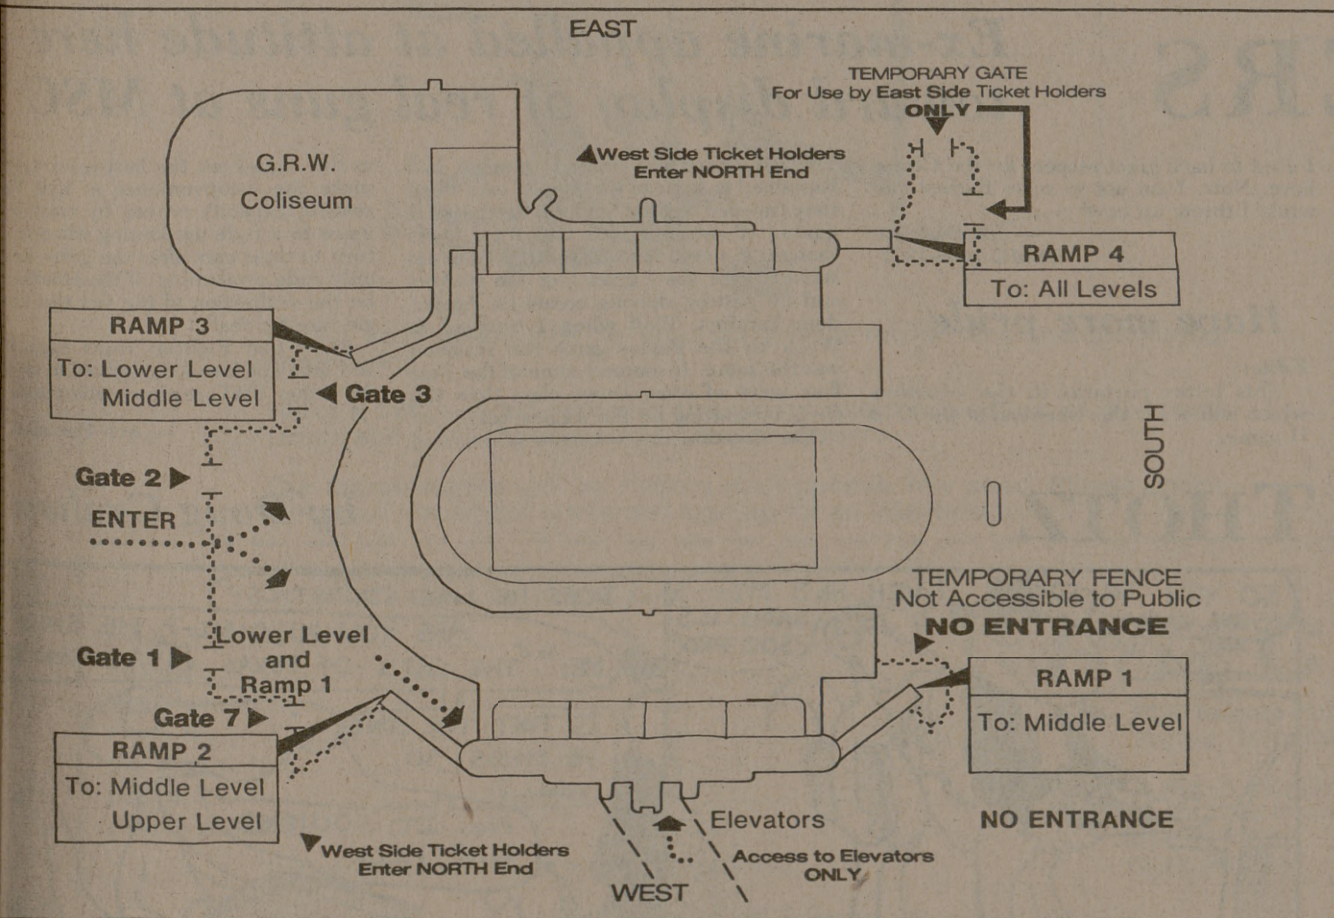 EAST
TEMPORARY GATE
For Use by East Side Ticket Holders
ONLY
G.R.W.
Coliseum
West Side Ticket Holders
Enter NORTH End
RAMP 4
To: All Levels
RAMP 3
To: Lower Level
Middle Level
Gate 3
SOUTH
Gate 2
ENTER
TEMPORARY FENCE
Not Accessible to Public
NO ENTRANCE
Lower Level
and
Ramp 1
Gate 1
RAMP 1
To: Middle Level
Gate 7
RAMP 2
To: Middle Level
Upper Level
Elevators
NO ENTRANCE
West Side Ticket Holders
Enter NORTH End
Access to Elevators
ONLY
WEST